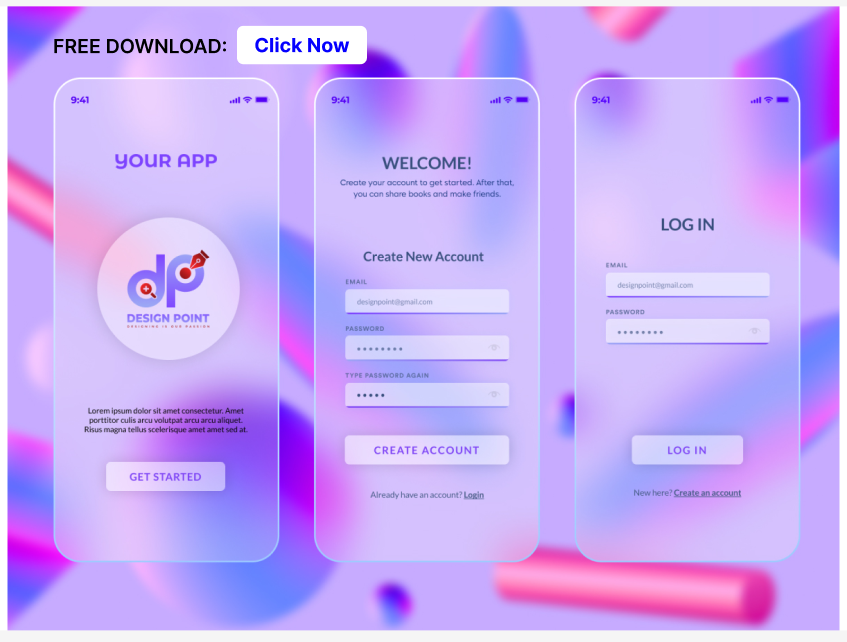 FREE DOWNLOAD: Click Now
9:41
YOUR APP
dp
DESIGN POINT
DESIGNING IS OUR PASSION
Lorem ipsum dolor sit amet consectetur. Amet
porttitor culis arcu volutpat arcu arcu aliquet.
Risus magna tellus scelerisque amet amet sed at.
GET STARTED
9:41
WELCOME!
Create your account to get started. After that,
you can share books and make friends.
Create New Account
EMAIL
designpoint@gmail.com
PASSWORD
TYPE PASSWORD AGAIN
CREATE ACCOUNT
Already have an account? Login
9:41
LOG IN
EMAIL
designpoint@gmail.com
PASSWORD
LOG IN
New here? Create an account